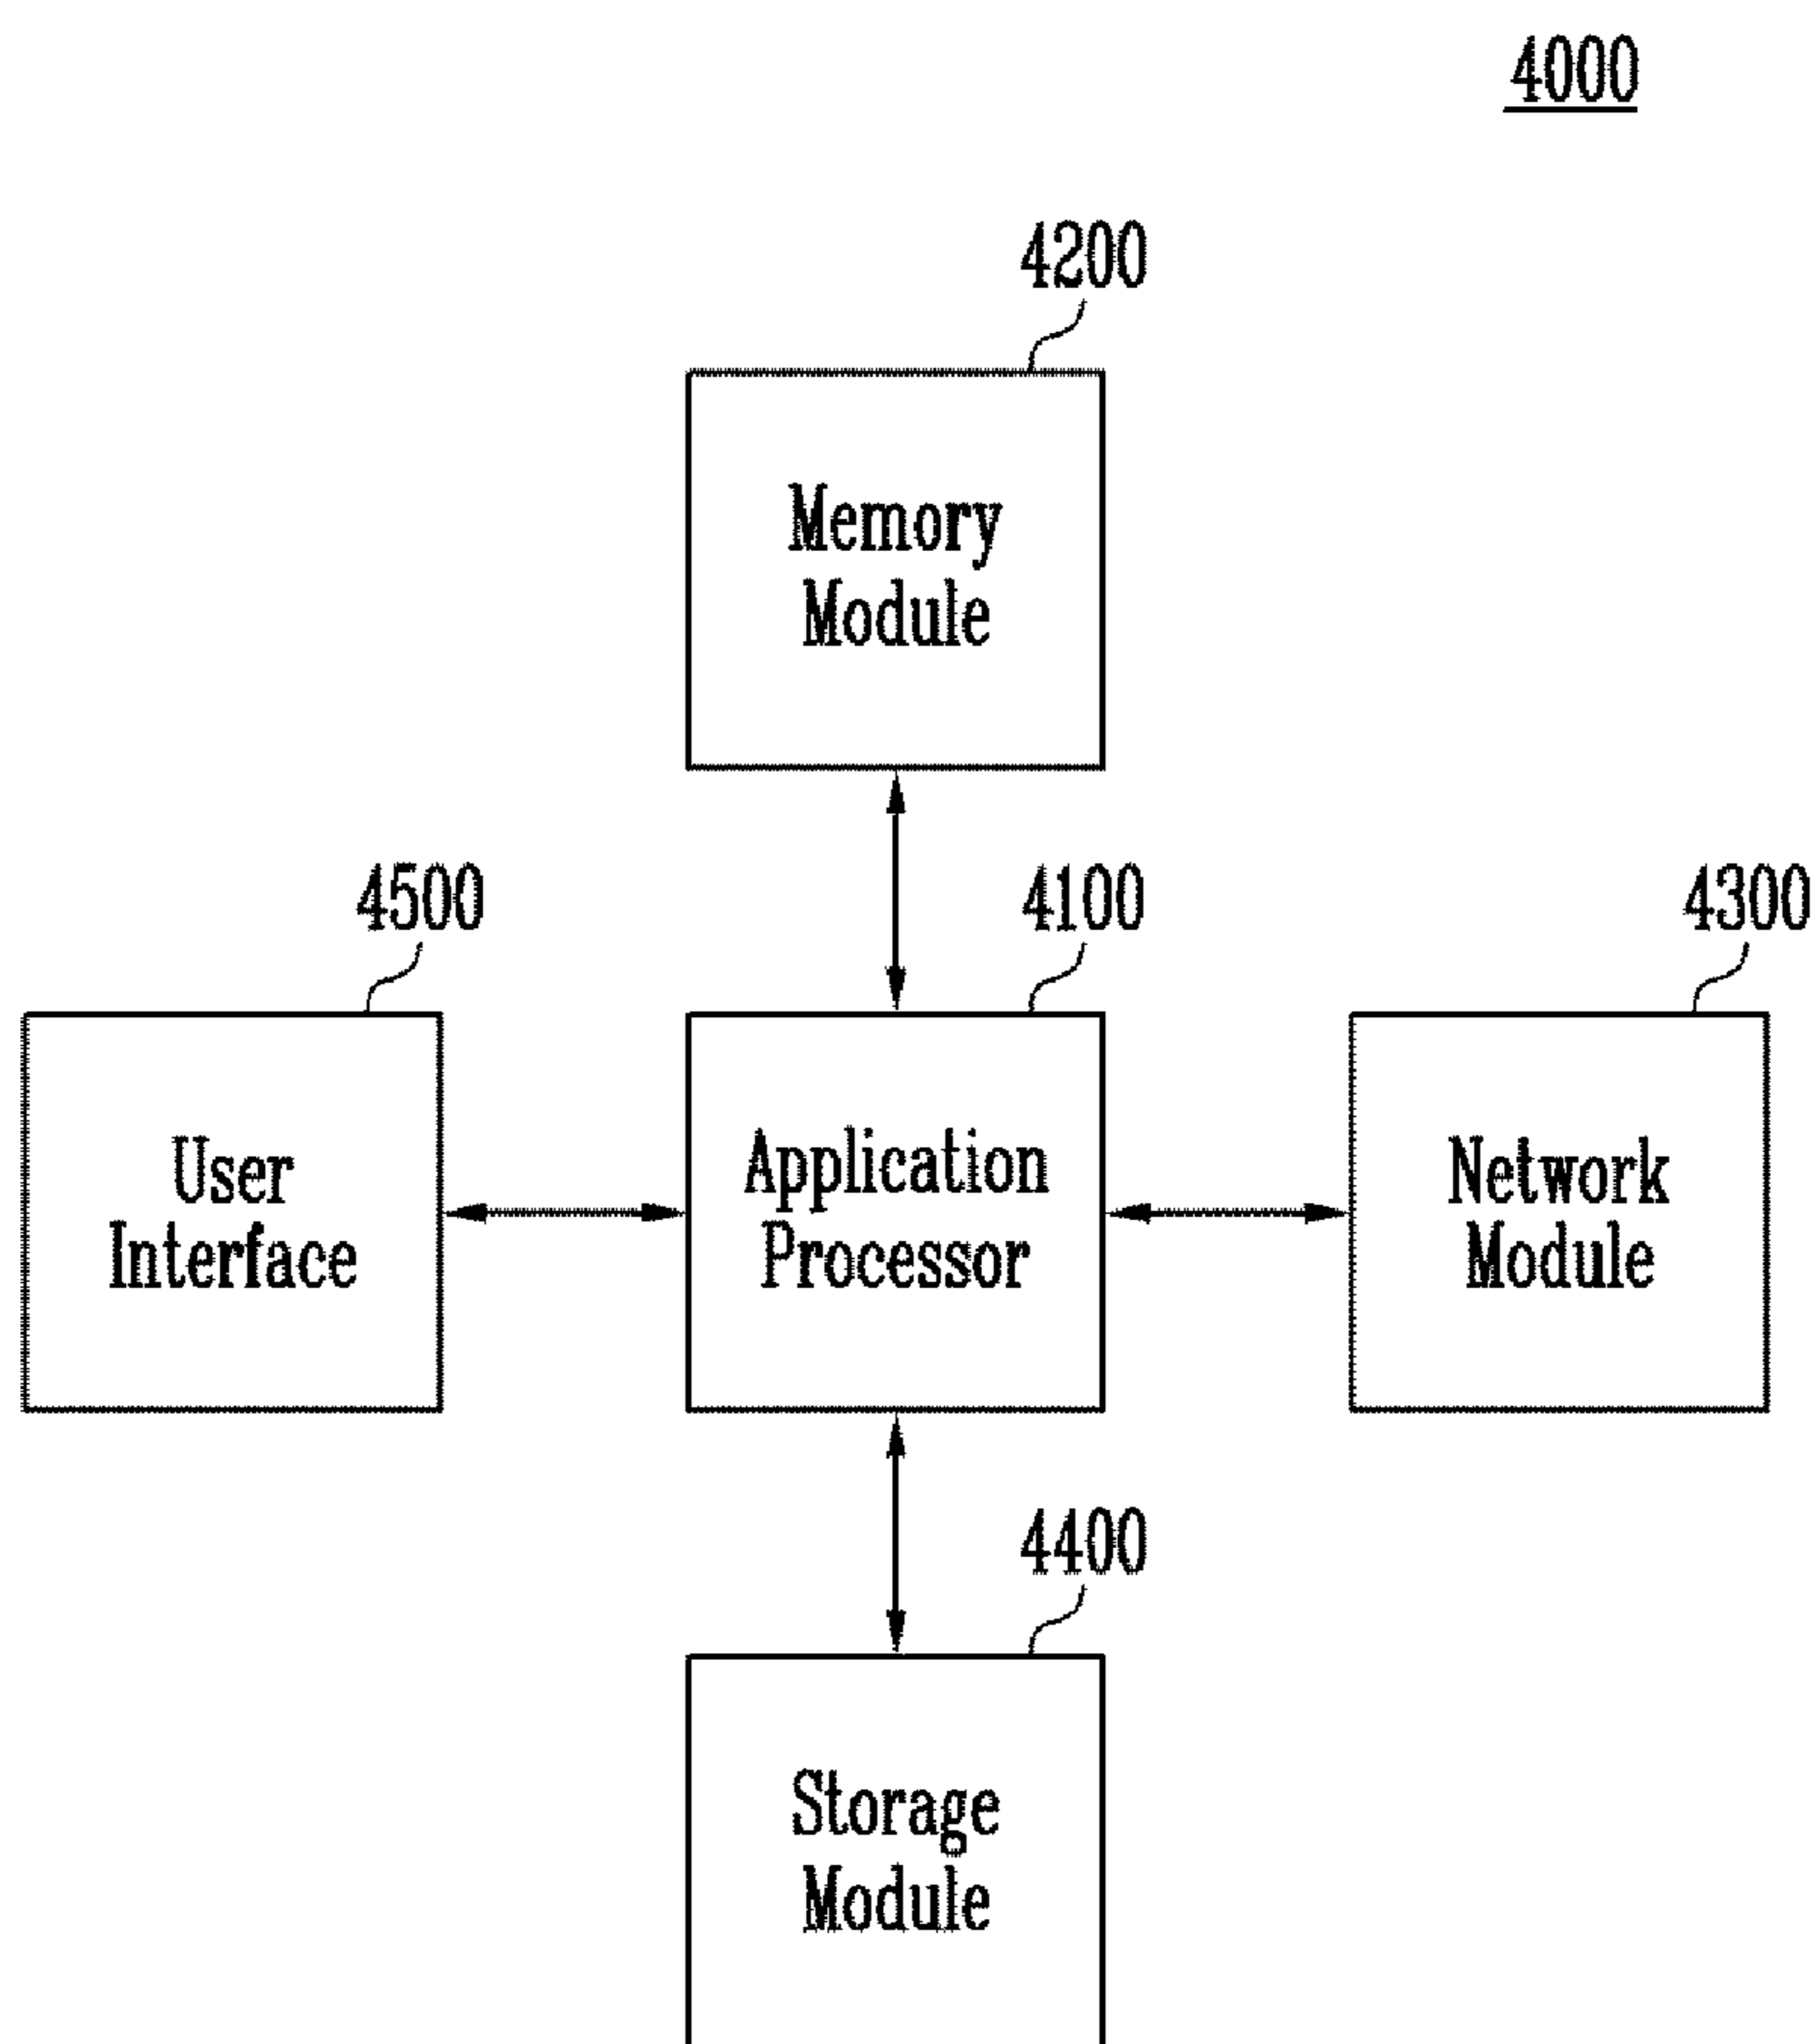 4000
4200
Memory
Module
4500
4100
4300
User
Interface
Application
Processor
Network
Module
4400
Storage
Module